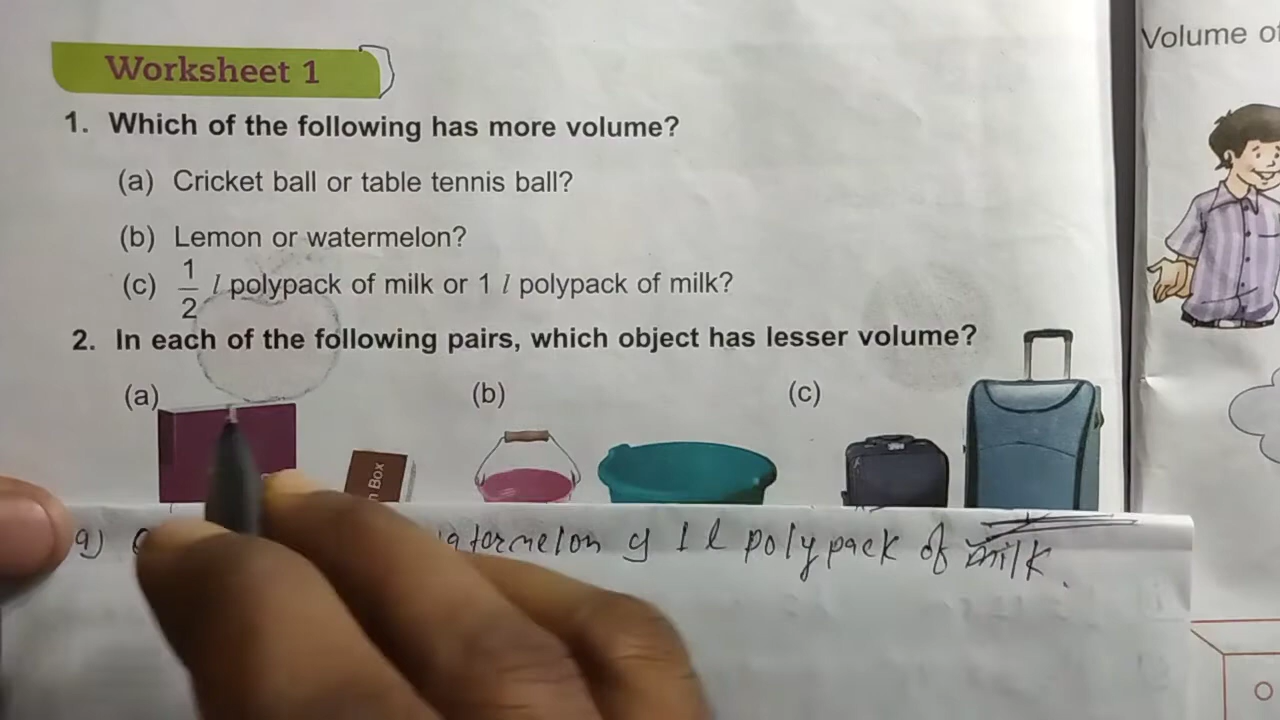 Volume of
Worksheet 1
1. Which of the following has more volume?
(a) Cricket ball or table tennis ball?
(b) Lemon or watermelon?
(c) 1/2 l polypack of milk or 1 l polypack of milk?
2. In each of the following pairs, which object has lesser volume?
(a) (b) (c)
Box
a) 1 l polypack of milk.